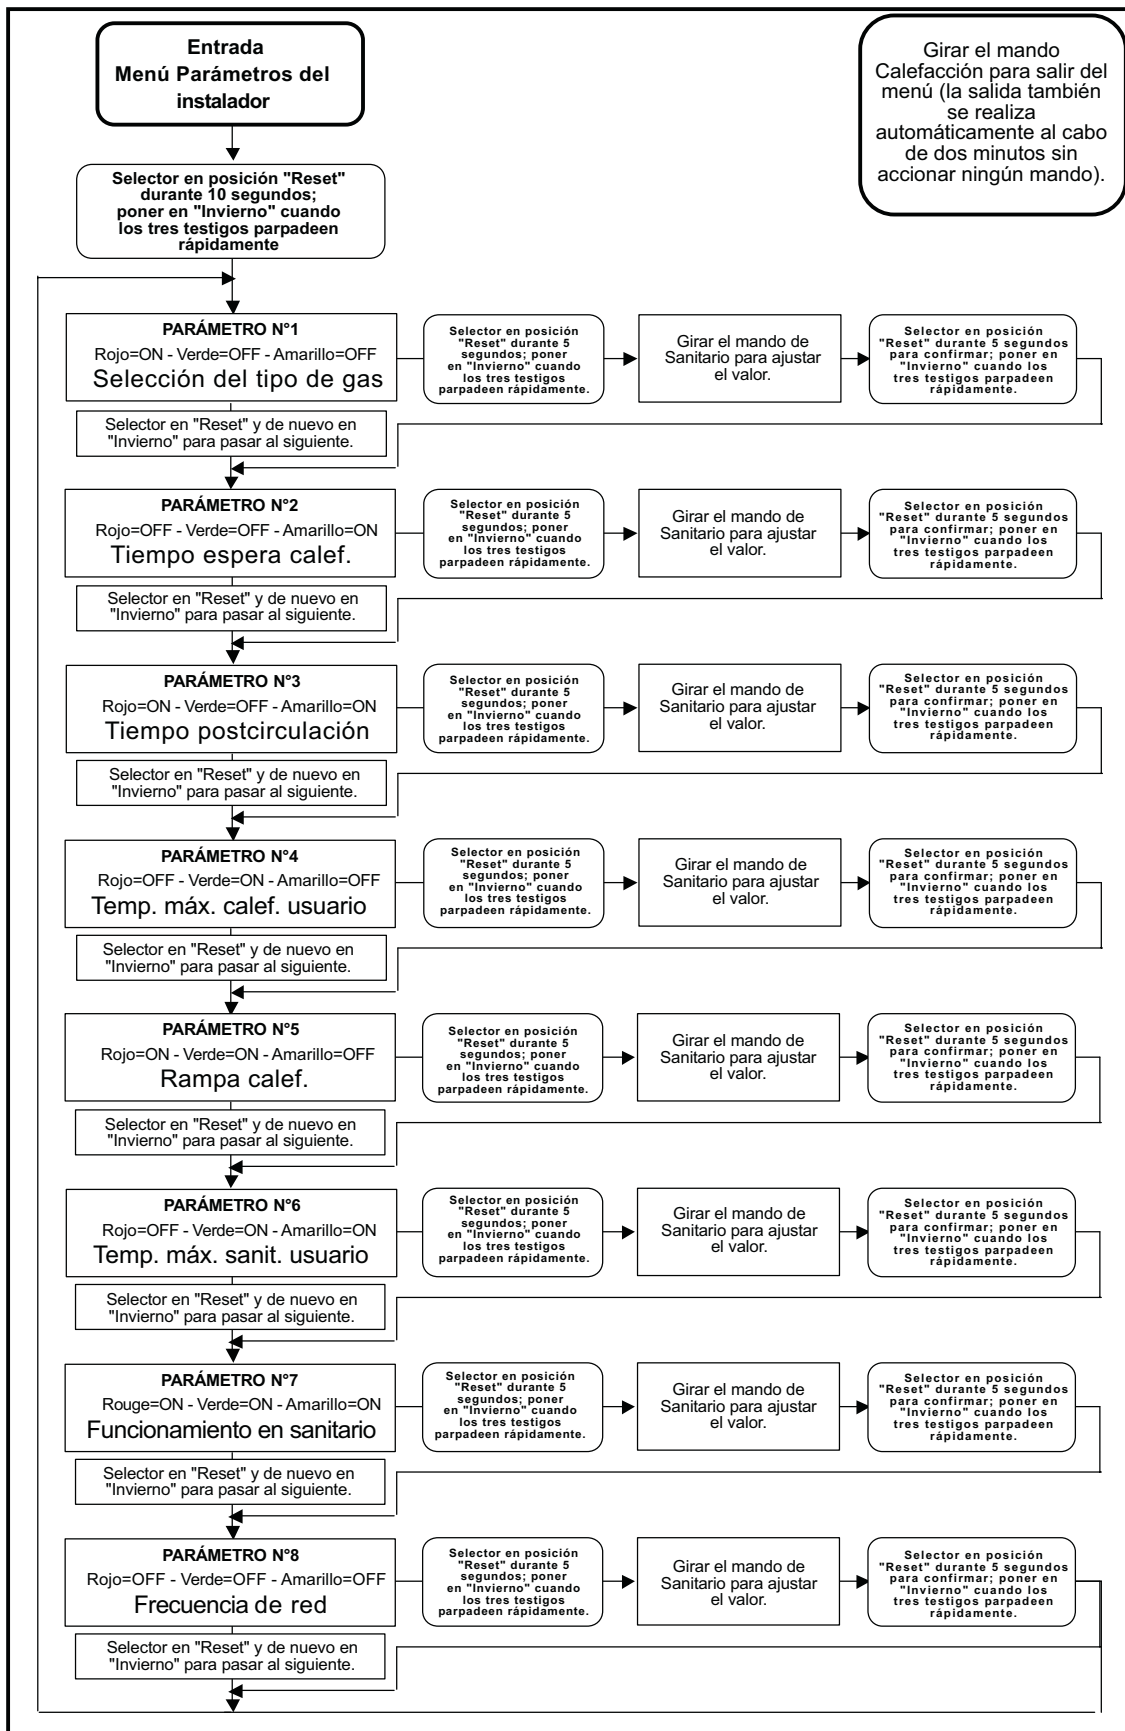 Entrada
Menú Parámetros del
instalador
Girar el mando
Calefacción para salir del
menú (la salida también
se realiza
automáticamente al cabo
de dos minutos sin
accionar ningún mando).
Selector en posición "Reset"
durante 10 segundos;
poner en "Invierno" cuando
los tres testigos parpadeen
rápidamente
PARÁMETRO N°1
Rojo=ON - Verde=OFF - Amarillo=OFF
Selección del tipo de gas
Selector en posición
"Reset" durante 5
segundos; poner
en "Invierno" cuando
los tres testigos
parpadeen rápidamente.
Girar el mando de
Sanitario para ajustar
el valor.
Selector en posición
"Reset" durante 5 segundos
para confirmar; poner en
"Invierno" cuando los
tres testigos parpadeen
rápidamente.
Selector en "Reset" y de nuevo en
"Invierno" para pasar al siguiente.
PARÁMETRO N°2
Rojo=OFF - Verde=OFF - Amarillo=ON
Tiempo espera calef.
Selector en posición
"Reset" durante 5
segundos; poner
en "Invierno" cuando
los tres testigos
parpadeen rápidamente.
Girar el mando de
Sanitario para ajustar
el valor.
Selector en posición
"Reset" durante 5 segundos
para confirmar; poner en
"Invierno" cuando los
tres testigos parpadeen
rápidamente.
Selector en "Reset" y de nuevo en
"Invierno" para pasar al siguiente.
PARÁMETRO N°3
Rojo=ON - Verde=OFF - Amarillo=ON
Tiempo postcirculación
Selector en posición
"Reset" durante 5
segundos; poner
en "Invierno" cuando
los tres testigos
parpadeen rápidamente.
Girar el mando de
Sanitario para ajustar
el valor.
Selector en posición
"Reset" durante 5 segundos
para confirmar; poner en
"Invierno" cuando los
tres testigos parpadeen
rápidamente.
Selector en "Reset" y de nuevo en
"Invierno" para pasar al siguiente.
PARÁMETRO N°4
Rojo=OFF - Verde=ON - Amarillo=OFF
Temp. máx. calef. usuario
Selector en posición
"Reset" durante 5
segundos; poner
en "Invierno" cuando
los tres testigos
parpadeen rápidamente.
Girar el mando de
Sanitario para ajustar
el valor.
Selector en posición
"Reset" durante 5 segundos
para confirmar; poner en
"Invierno" cuando los
tres testigos parpadeen
rápidamente.
Selector en "Reset" y de nuevo en
"Invierno" para pasar al siguiente.
PARÁMETRO N°5
Rojo=ON - Verde=ON - Amarillo=OFF
Rampa calef.
Selector en posición
"Reset" durante 5
segundos; poner
en "Invierno" cuando
los tres testigos
parpadeen rápidamente.
Girar el mando de
Sanitario para ajustar
el valor.
Selector en posición
"Reset" durante 5 segundos
para confirmar; poner en
"Invierno" cuando los
tres testigos parpadeen
rápidamente.
Selector en "Reset" y de nuevo en
"Invierno" para pasar al siguiente.
PARÁMETRO N°6
Rojo=OFF - Verde=ON - Amarillo=ON
Temp. máx. sanit. usuario
Selector en posición
"Reset" durante 5
segundos; poner
en "Invierno" cuando
los tres testigos
parpadeen rápidamente.
Girar el mando de
Sanitario para ajustar
el valor.
Selector en posición
"Reset" durante 5 segundos
para confirmar; poner en
"Invierno" cuando los
tres testigos parpadeen
rápidamente.
Selector en "Reset" y de nuevo en
"Invierno" para pasar al siguiente.
PARÁMETRO N°7
Rouge=ON - Verde=ON - Amarillo=ON
Funcionamiento en sanitario
Selector en posición
"Reset" durante 5
segundos; poner
en "Invierno" cuando
los tres testigos
parpadeen rápidamente.
Girar el mando de
Sanitario para ajustar
el valor.
Selector en posición
"Reset" durante 5 segundos
para confirmar; poner en
"Invierno" cuando los
tres testigos parpadeen
rápidamente.
Selector en "Reset" y de nuevo en
"Invierno" para pasar al siguiente.
PARÁMETRO N°8
Rojo=OFF - Verde=OFF - Amarillo=OFF
Frecuencia de red
Selector en posición
"Reset" durante 5
segundos; poner
en "Invierno" cuando
los tres testigos
parpadeen rápidamente.
Girar el mando de
Sanitario para ajustar
el valor.
Selector en posición
"Reset" durante 5 segundos
para confirmar; poner en
"Invierno" cuando los
tres testigos parpadeen
rápidamente.
Selector en "Reset" y de nuevo en
"Invierno" para pasar al siguiente.